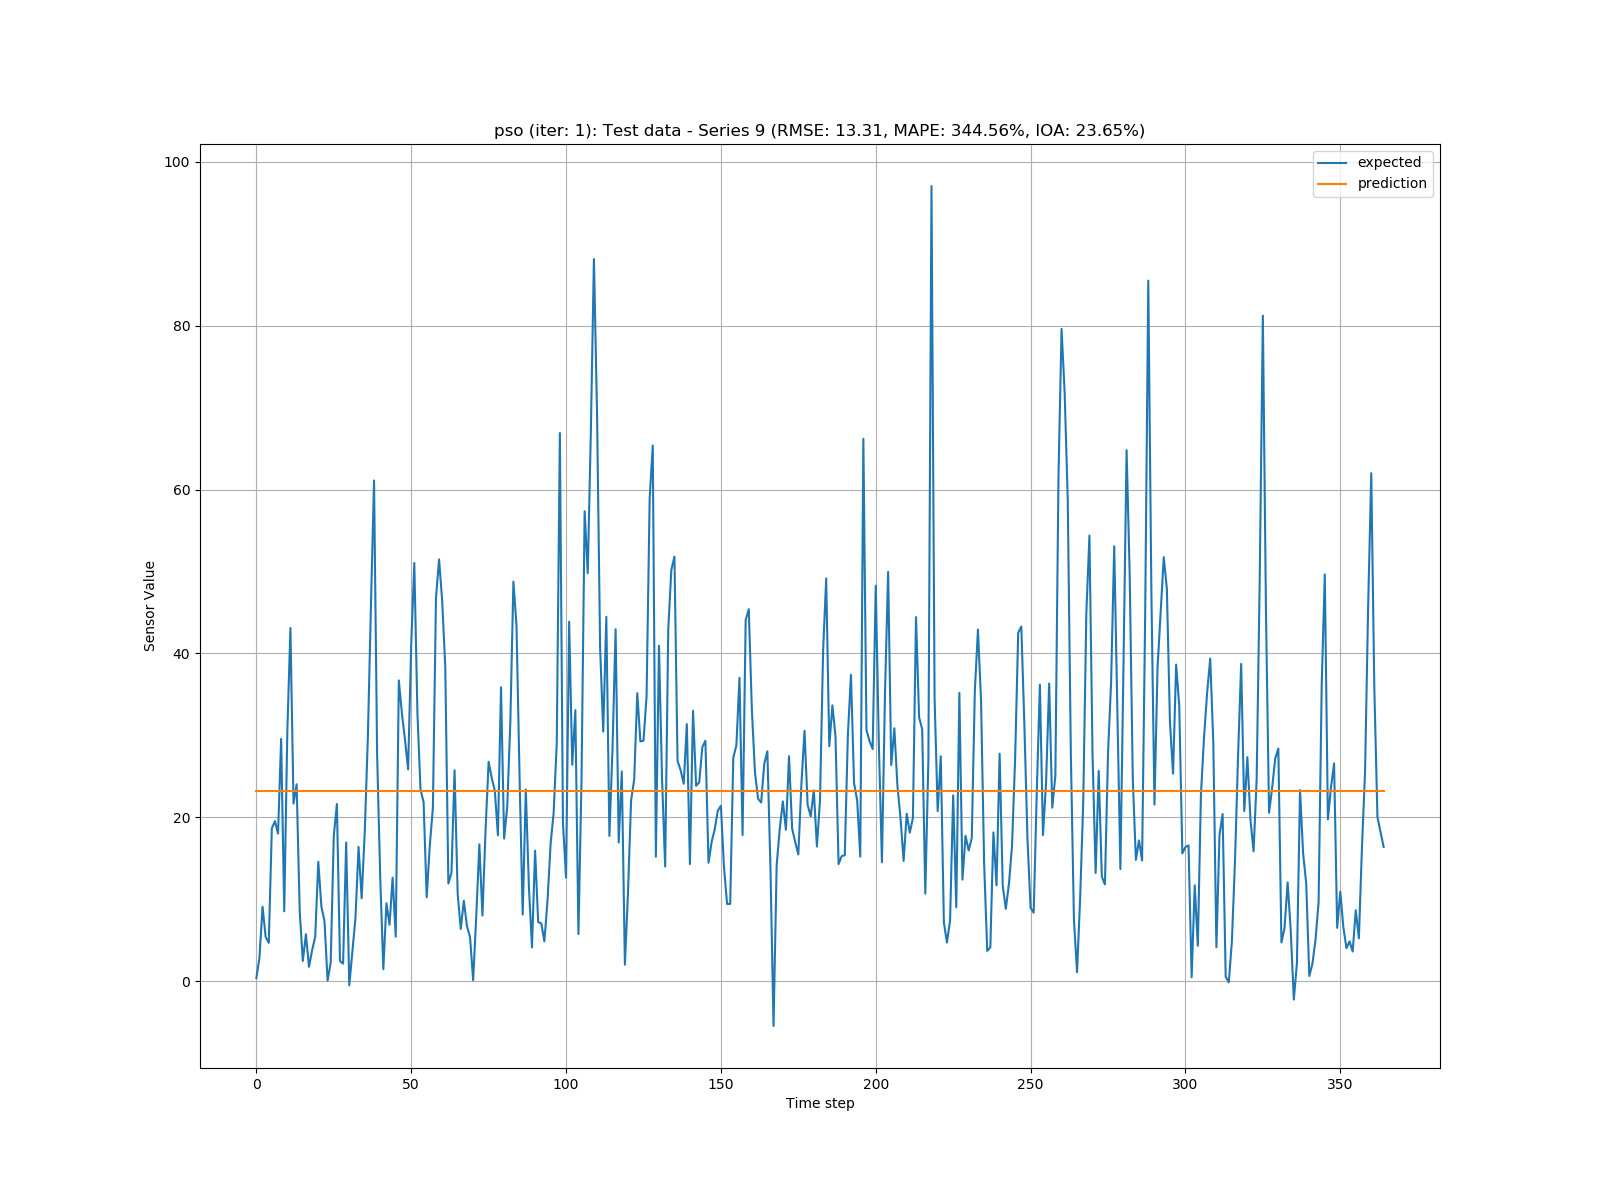 pso (iter: 1): Test data - Series 9 (RMSE: 13.31, MAPE: 344.56%, IOA: 23.65%)
expected
prediction
100
80
60
40
20
0
Sensor Value
0 50 100 150 200 250 300 350
Time step